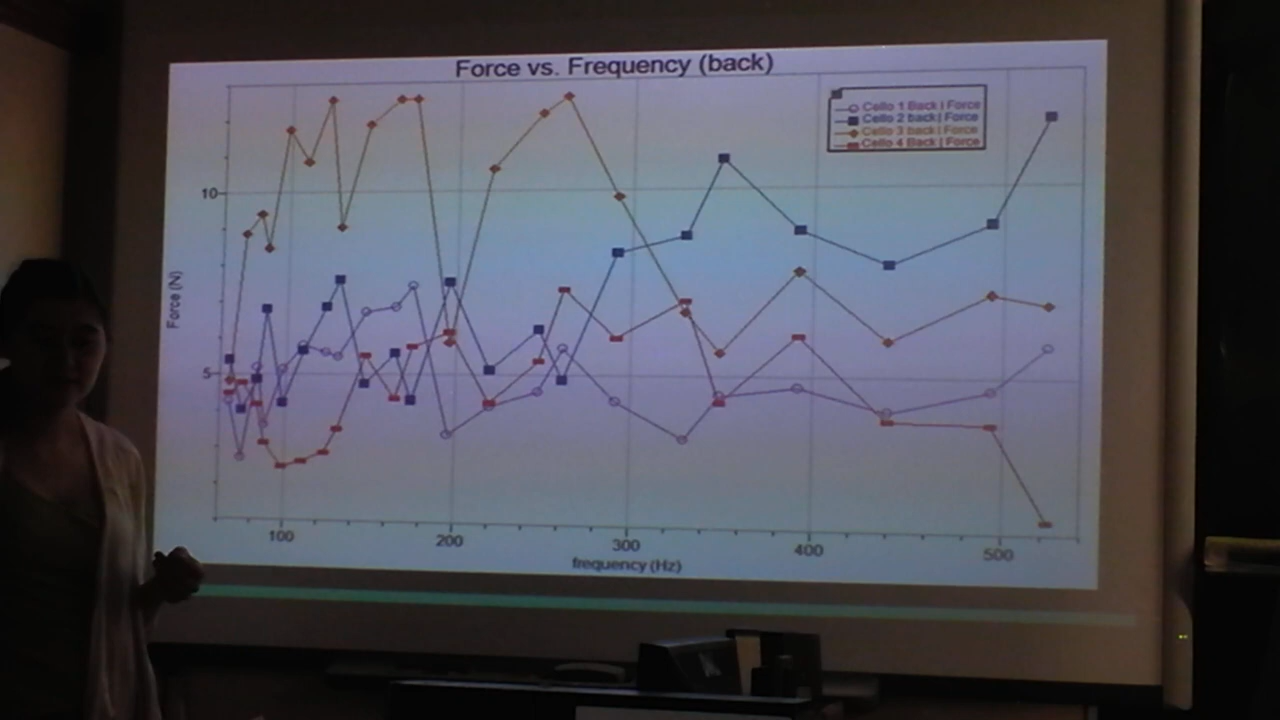 Force vs. Frequency (back)
Cello 1 Back | Force
Cello 2 back | Force
Cello 3 back | Force
Cello 4 Back | Force
10
5
Force (N)
100 200 300 400 500
frequency (Hz)